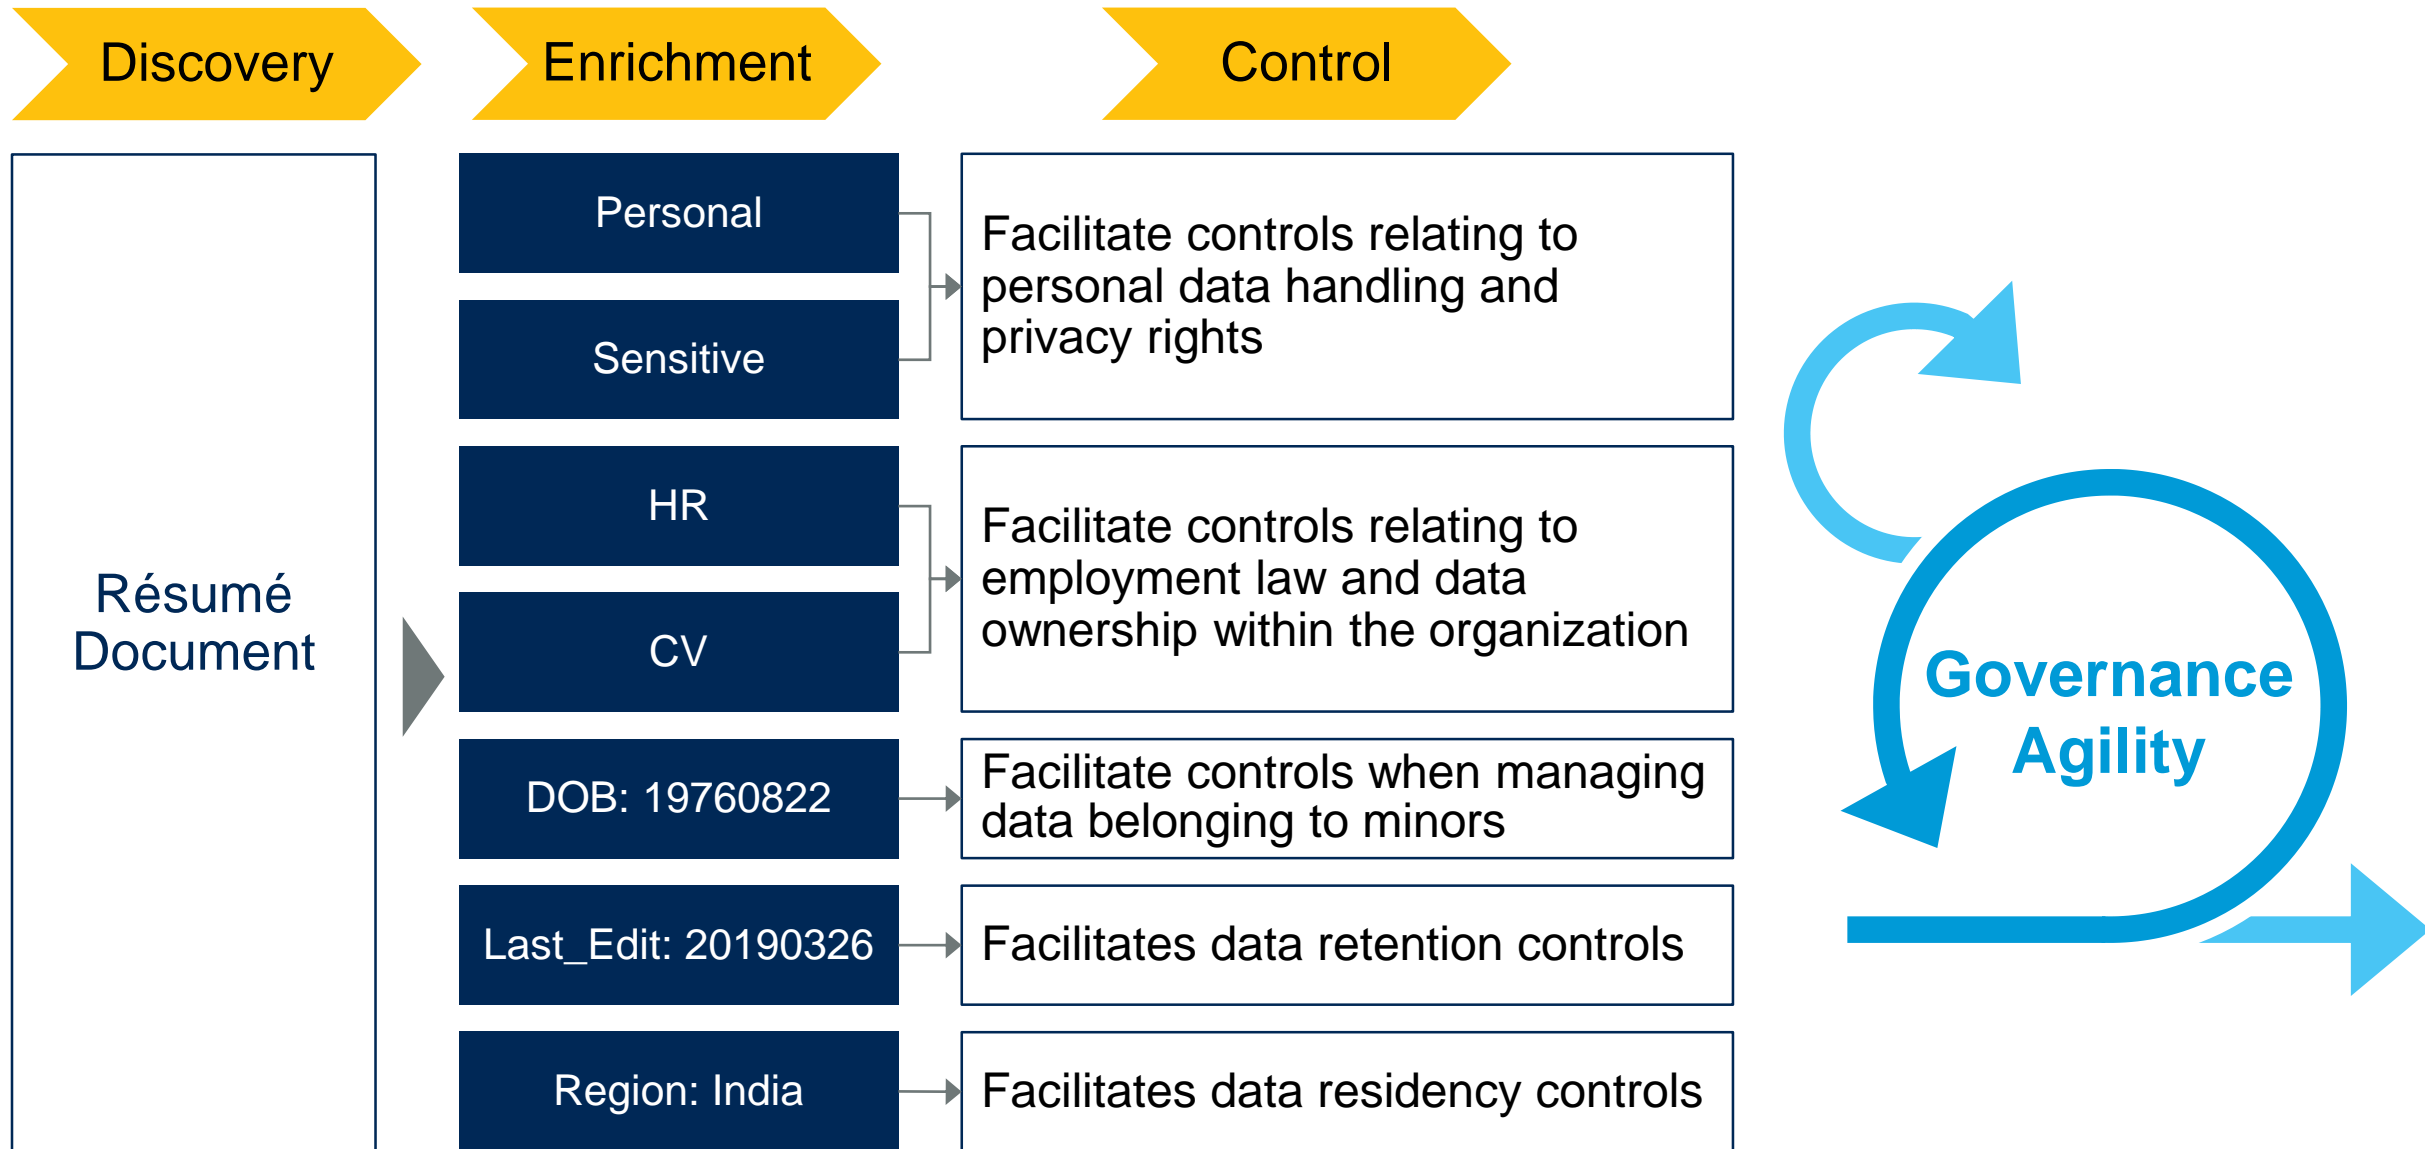 Discovery
Enrichment
Control
Résumé
Document
Personal
Sensitive
HR
CV
DOB: 19760822
Last_Edit: 20190326
Region: India
Facilitate controls relating to
personal data handling and
privacy rights
Facilitate controls relating to
employment law and data
ownership within the organization
Facilitate controls when managing
data belonging to minors
Facilitates data retention controls
Facilitates data residency controls
Governance
Agility